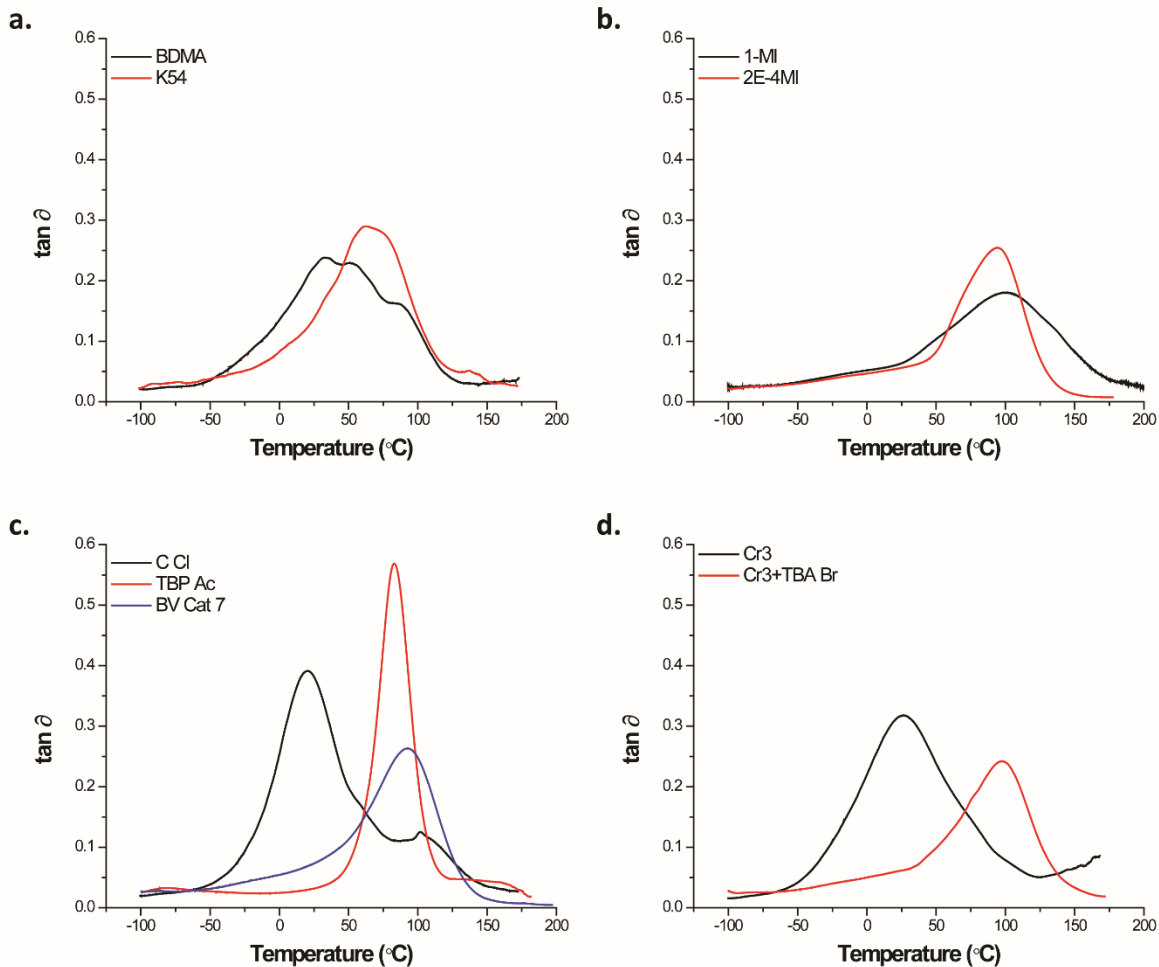 a.
BDMA
K54
0.6
0.5
0.4
0.3
0.2
0.1
0.0
tan ∂
-100 -50 0 50 100 150 200
Temperature (°C)
b.
1-MI
2E-4MI
0.6
0.5
0.4
0.3
0.2
0.1
0.0
tan ∂
-100 -50 0 50 100 150 200
Temperature (°C)
c.
C Cl
TBP Ac
BV Cat 7
0.6
0.5
0.4
0.3
0.2
0.1
0.0
tan ∂
-100 -50 0 50 100 150 200
Temperature (°C)
d.
Cr3
Cr3+TBA Br
0.6
0.5
0.4
0.3
0.2
0.1
0.0
tan ∂
-100 -50 0 50 100 150 200
Temperature (°C)